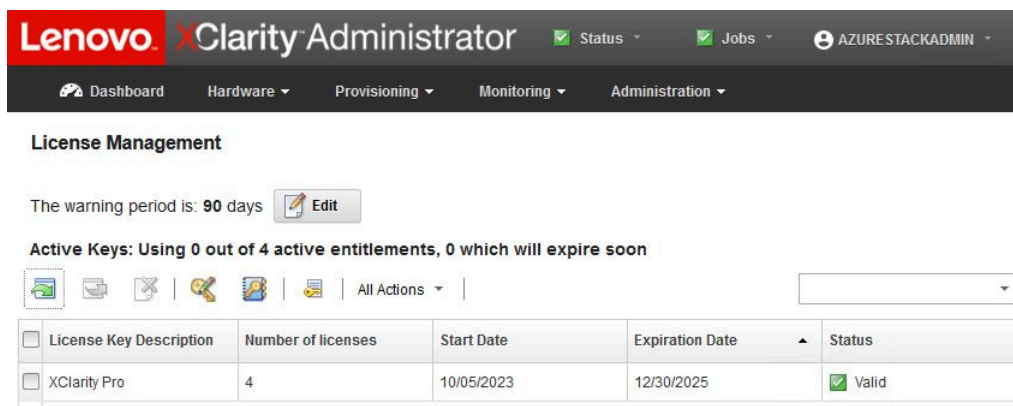 Lenovo. XClarity Administrator Status Jobs AZURESTACKADMIN
Dashboard Hardware Provisioning Monitoring Administration
License Management
The warning period is: 90 days Edit
Active Keys: Using 0 out of 4 active entitlements, 0 which will expire soon
All Actions
License Key Description Number of licenses Start Date Expiration Date Status
XClarity Pro 4 10/05/2023 12/30/2025 Valid